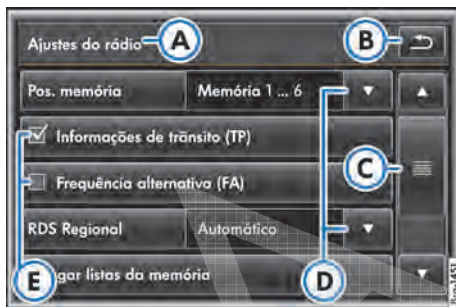 Ajustes do rádio A B
Pos. memória Memória 1 ... 6
Informações de trânsito (TP)
C
Frequência alternativa (FA)
RDS Regional Automático
E gar listas da memória D